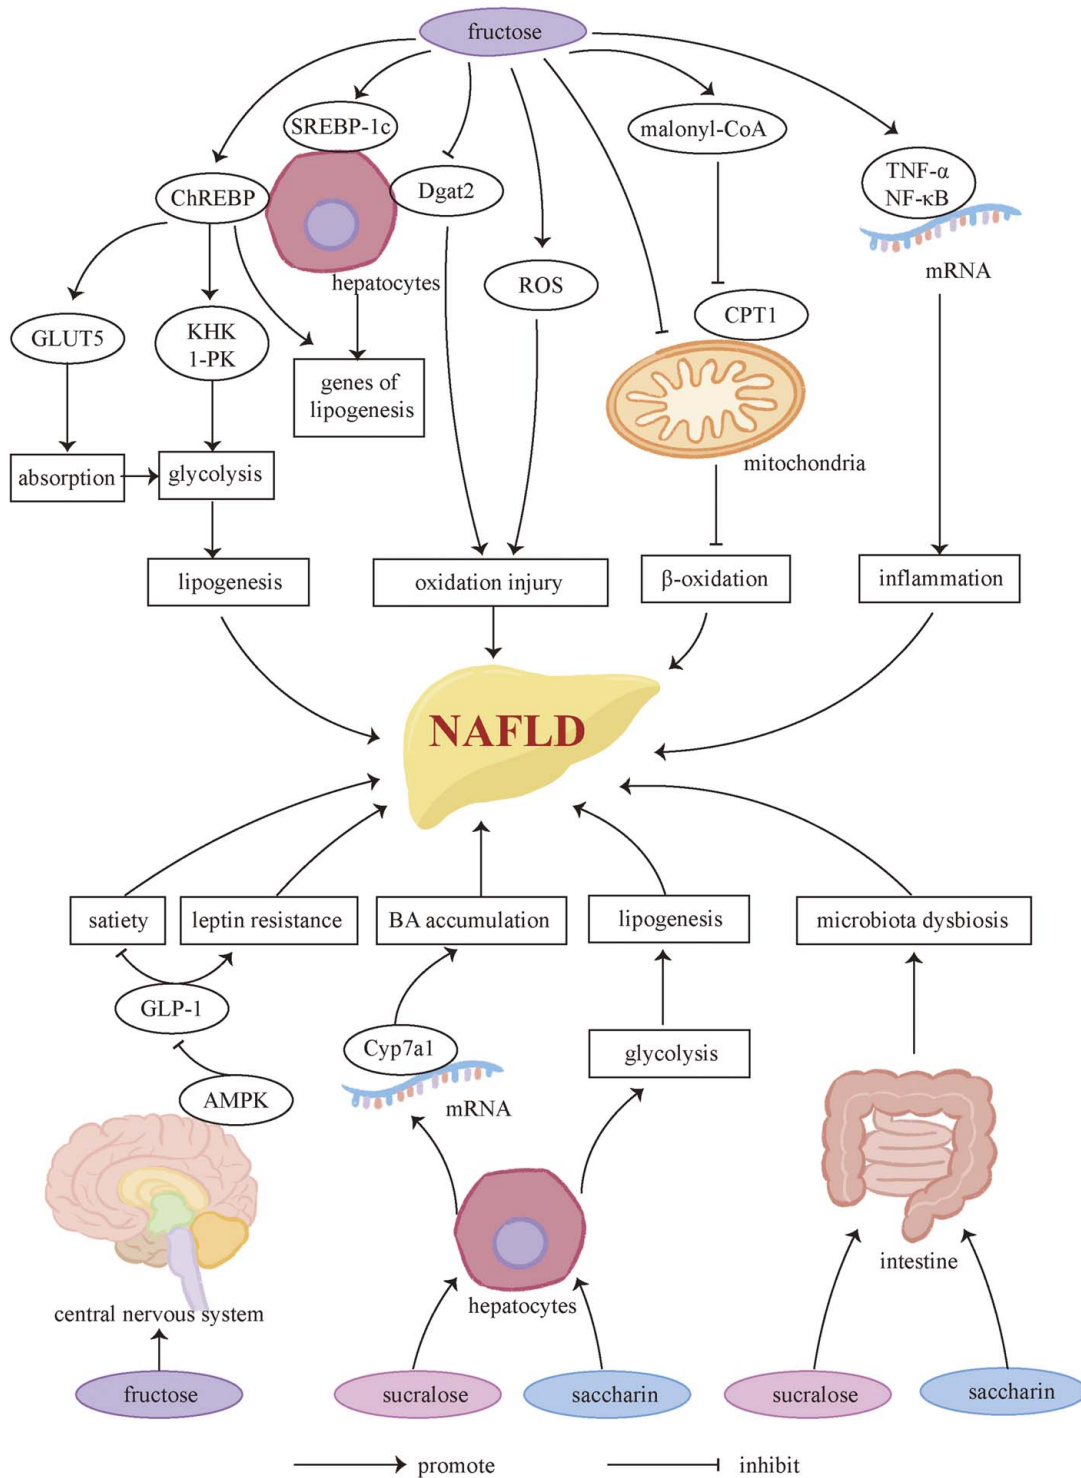 fructose
SREBP-1c
malonyl-CoA
TNF-α
NF-κB
ChREBP
Dgat2
mRNA
hepatocytes
ROS
GLUT5
KHK
1-PK
CPT1
genes of
lipogenesis
mitochondria
absorption
glycolysis
lipogenesis
oxidation injury
β-oxidation
inflammation
NAFLD
satiety
leptin resistance
BA accumulation
lipogenesis
microbiota dysbiosis
GLP-1
Cyp7a1
glycolysis
AMPK
mRNA
intestine
central nervous system
hepatocytes
fructose
sucralose
saccharin
sucralose
saccharin
promote
inhibit